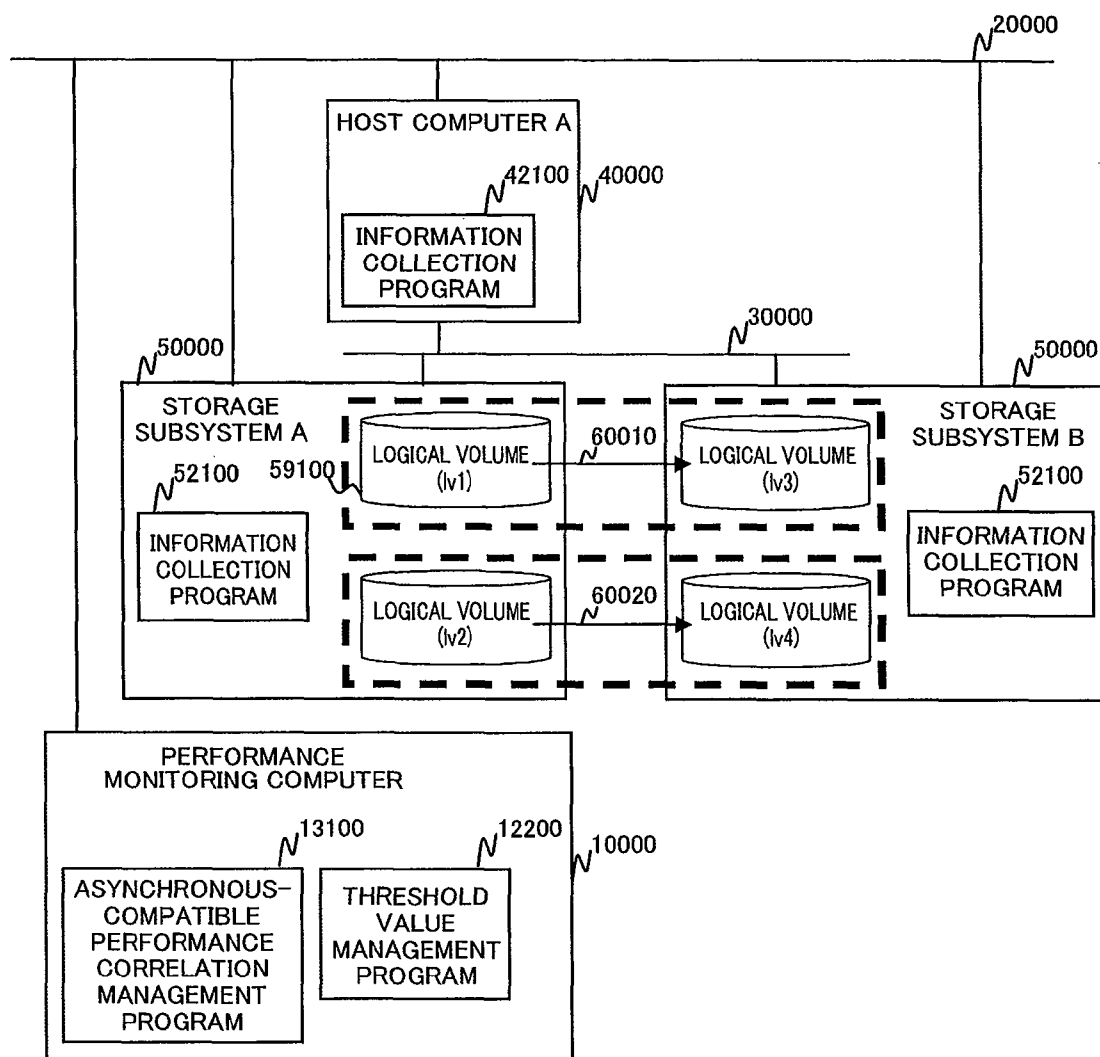 20000
HOST COMPUTER A
42100
40000
INFORMATION
COLLECTION
PROGRAM
30000
50000
50000
STORAGE
SUBSYSTEM A
STORAGE
SUBSYSTEM B
60010
LOGICAL VOLUME
(lv1)
LOGICAL VOLUME
(lv3)
59100
52100
52100
INFORMATION
COLLECTION
PROGRAM
INFORMATION
COLLECTION
PROGRAM
60020
LOGICAL VOLUME
(lv2)
LOGICAL VOLUME
(lv4)
PERFORMANCE
MONITORING COMPUTER
13100
12200
10000
ASYNCHRONOUS-
COMPATIBLE
PERFORMANCE
CORRELATION
MANAGEMENT
PROGRAM
THRESHOLD
VALUE
MANAGEMENT
PROGRAM